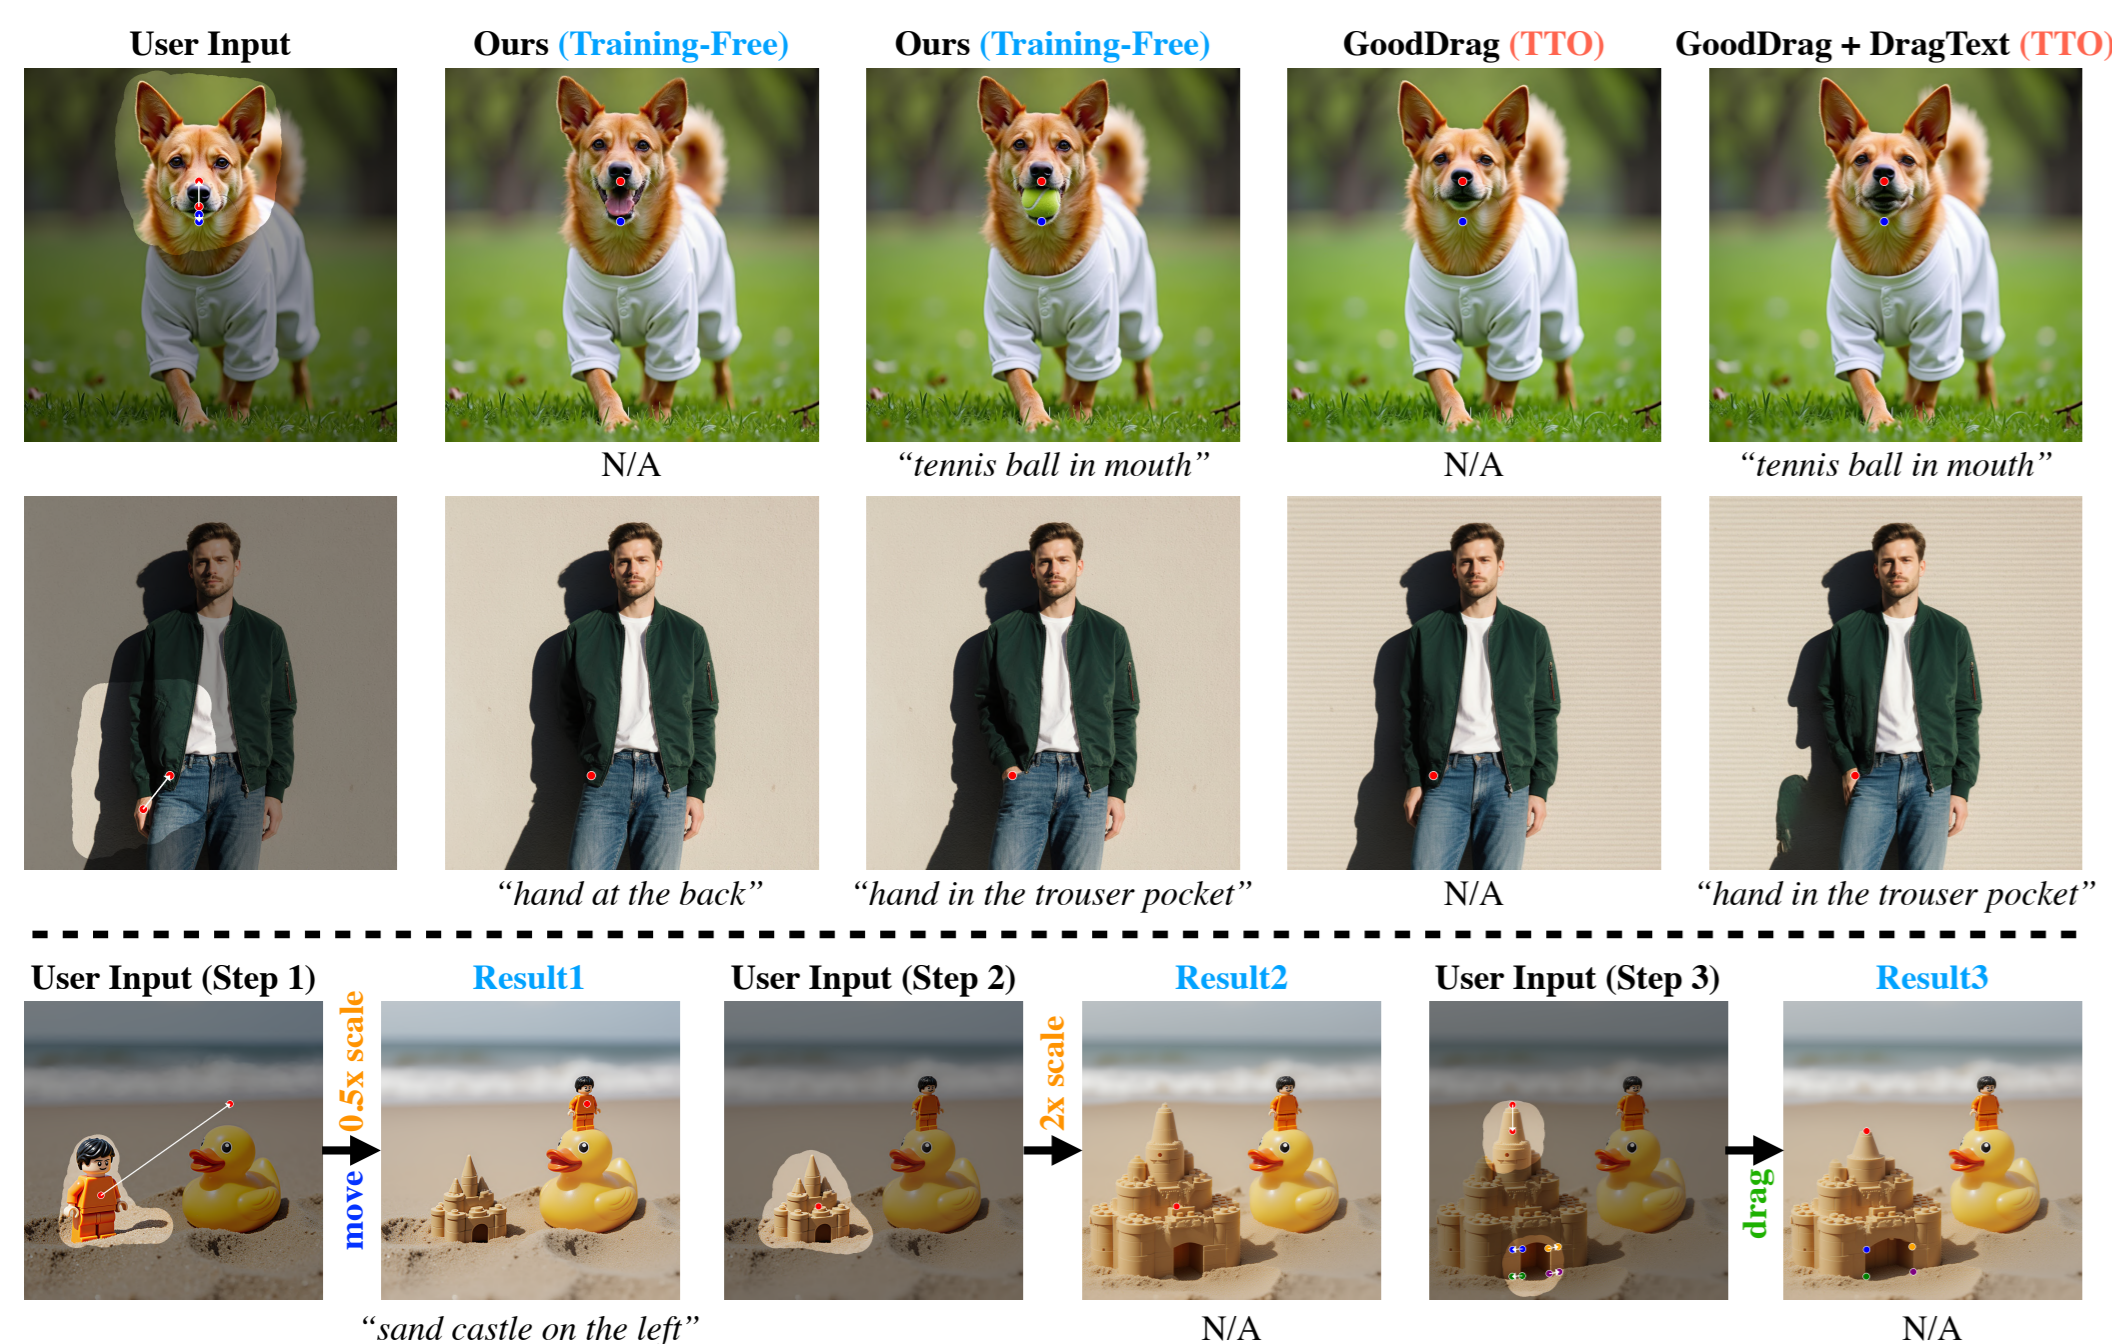 User Input
Ours (Training-Free)
Ours (Training-Free)
GoodDrag (TTO)
GoodDrag + DragText (TTO)
N/A
“tennis ball in mouth”
N/A
“tennis ball in mouth”
“hand at the back”
“hand in the trouser pocket”
N/A
“hand in the trouser pocket”
User Input (Step 1)
Result1
User Input (Step 2)
Result2
User Input (Step 3)
Result3
0.5x scale
move
2x scale
drag
“sand castle on the left”
N/A
N/A